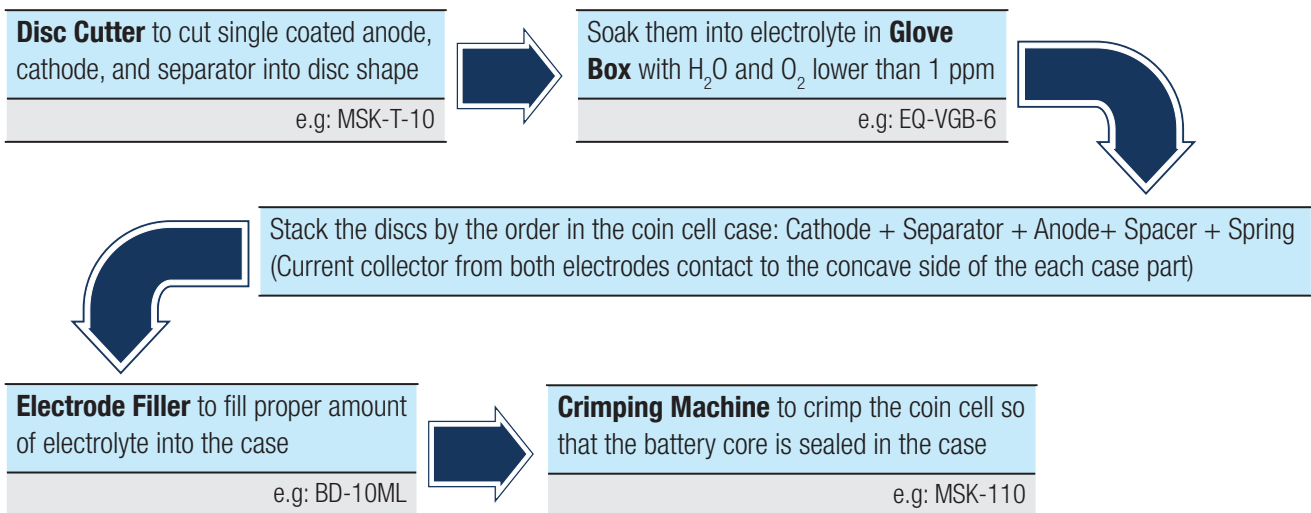 Disc Cutter to cut single coated anode,
cathode, and separator into disc shape
e.g: MSK-T-10
Soak them into electrolyte in Glove
Box with H₂O and O₂ lower than 1 ppm
e.g: EQ-VGB-6
Stack the discs by the order in the coin cell case: Cathode + Separator + Anode+ Spacer + Spring
(Current collector from both electrodes contact to the concave side of the each case part)
Electrode Filler to fill proper amount
of electrolyte into the case
e.g: BD-10ML
Crimping Machine to crimp the coin cell so
that the battery core is sealed in the case
e.g: MSK-110